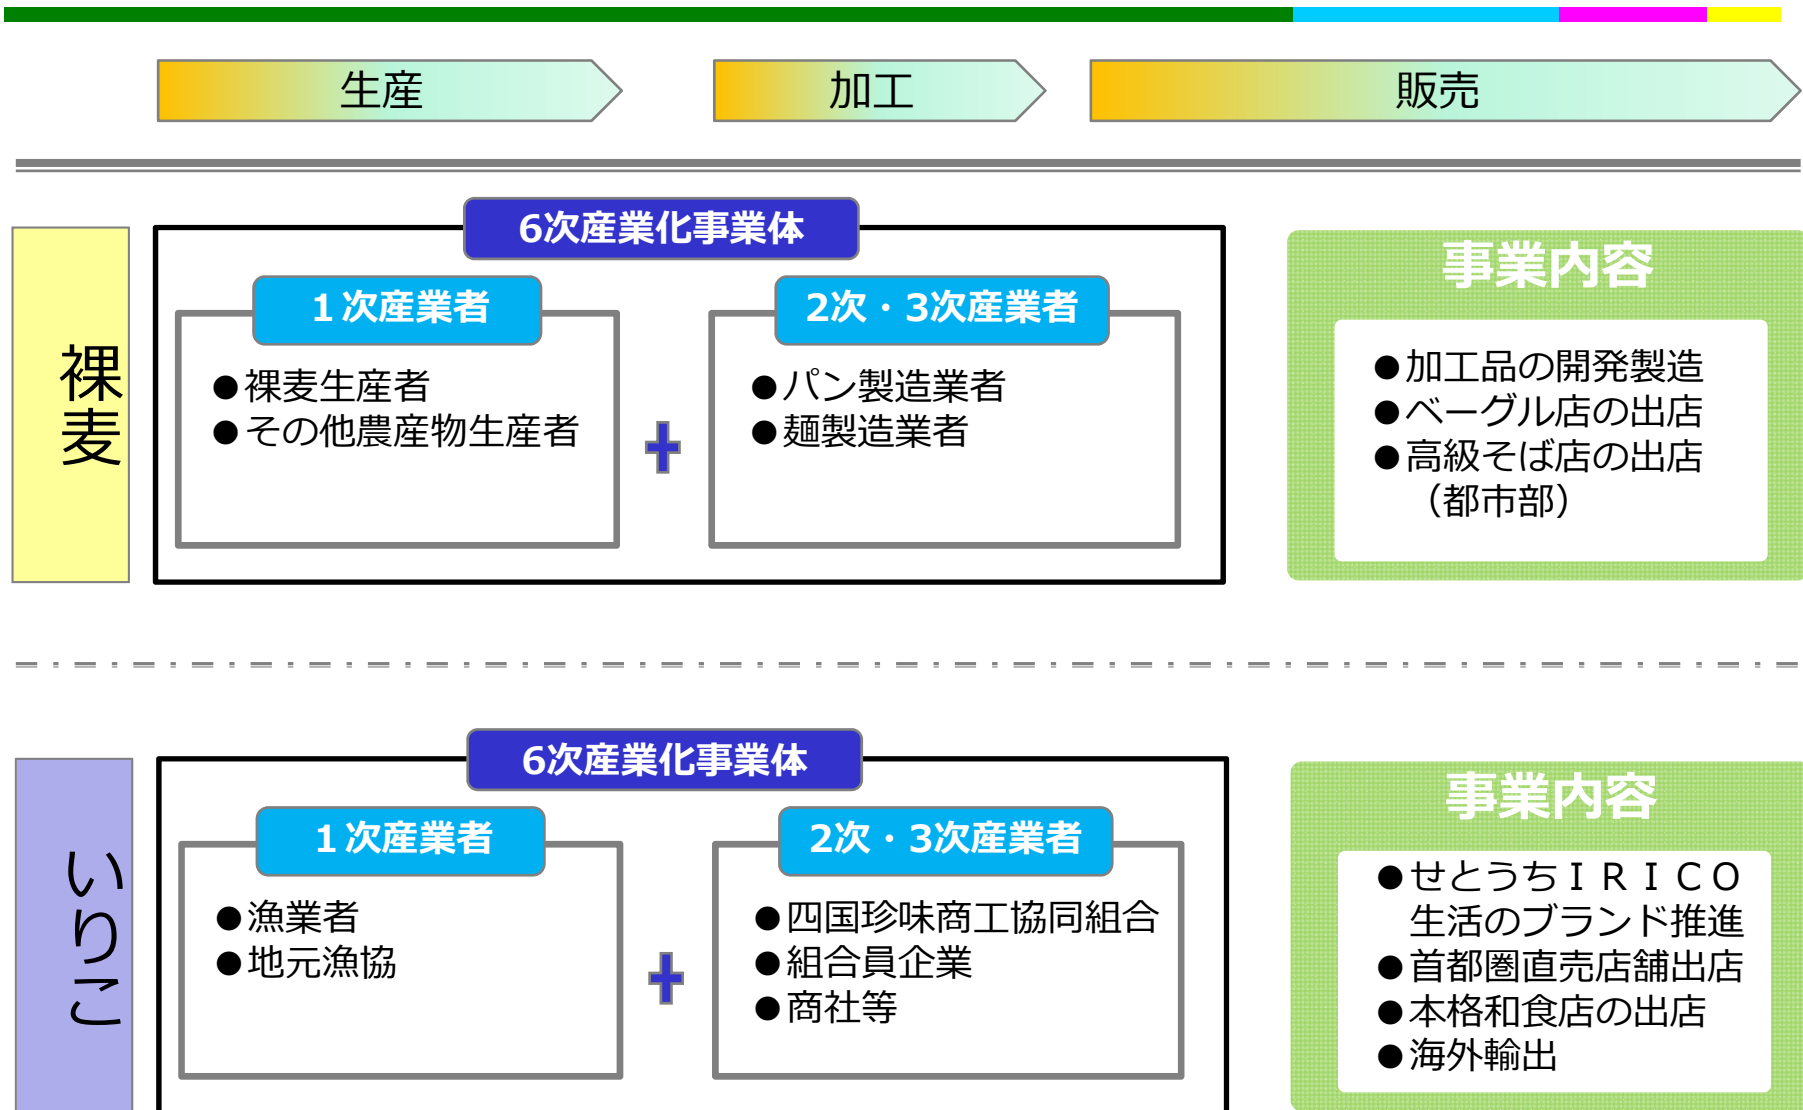 生産
加工
販売
裸麦
6次産業化事業体
１次産業者
●裸麦生産者
●その他農産物生産者
2次・3次産業者
●パン製造業者
●麺製造業者
事業内容
●加工品の開発製造
●ベーグル店の出店
●高級そば店の出店
（都市部）
いりこ
6次産業化事業体
１次産業者
●漁業者
●地元漁協
2次・3次産業者
●四国珍味商工協同組合
●組合員企業
●商社等
事業内容
●せとうちＩＲＩＣＯ
生活のブランド推進
●首都圏直売店舗出店
●本格和食店の出店
●海外輸出